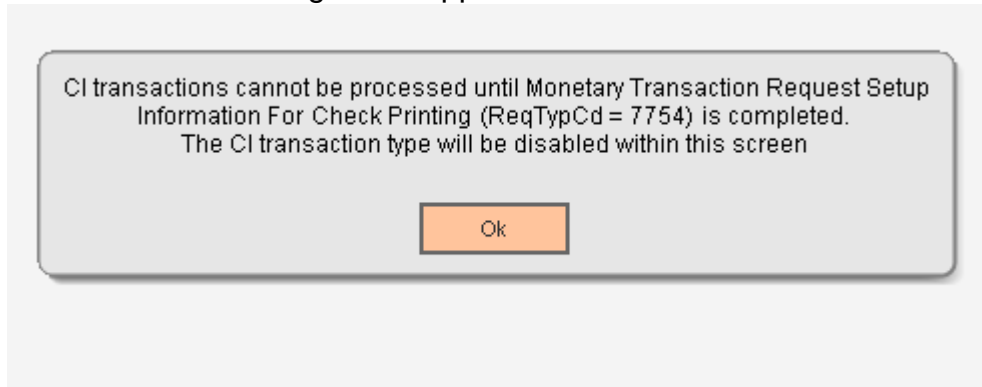 CI transactions cannot be processed until Monetary Transaction Request Setup
Information For Check Printing (ReqTypCd = 7754) is completed.
The CI transaction type will be disabled within this screen
Ok